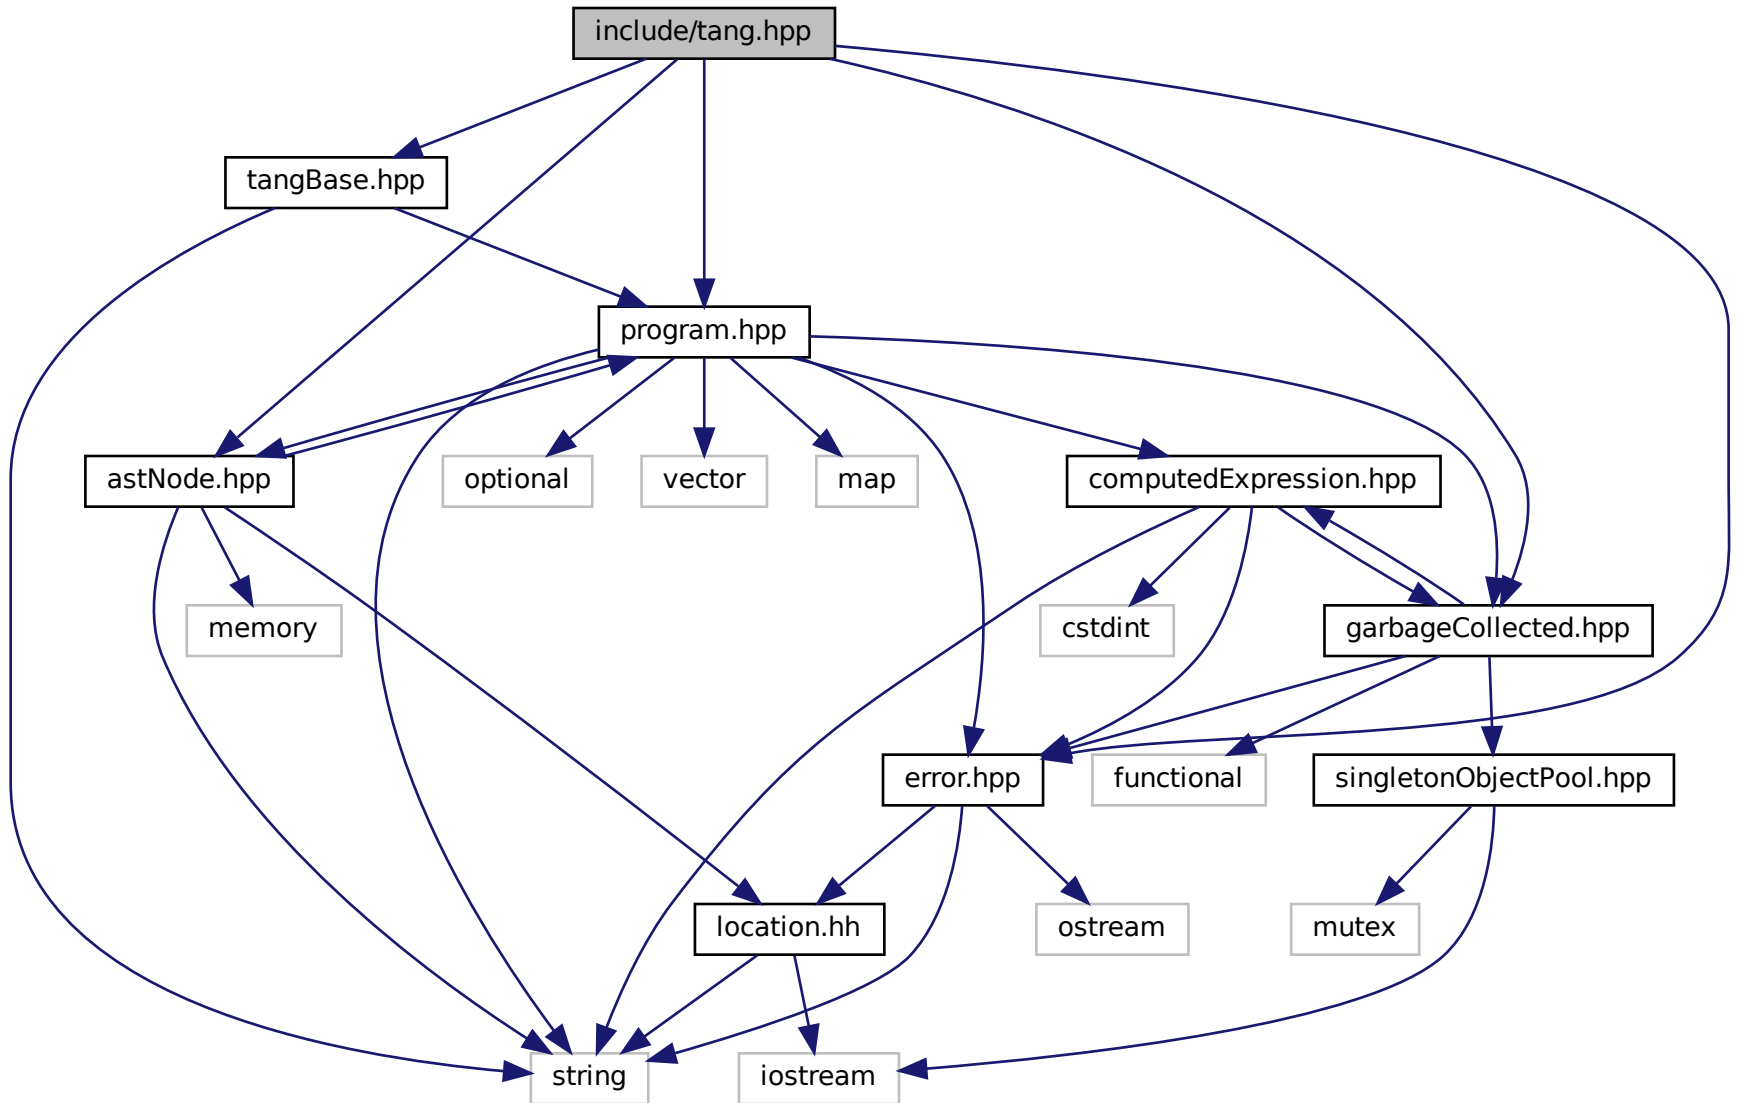 include/tang.hpp
tangBase.hpp
program.hpp
astNode.hpp
optional
vector
map
computedExpression.hpp
memory
cstdint
garbageCollected.hpp
error.hpp
functional
singletonObjectPool.hpp
location.hh
ostream
mutex
string
iostream